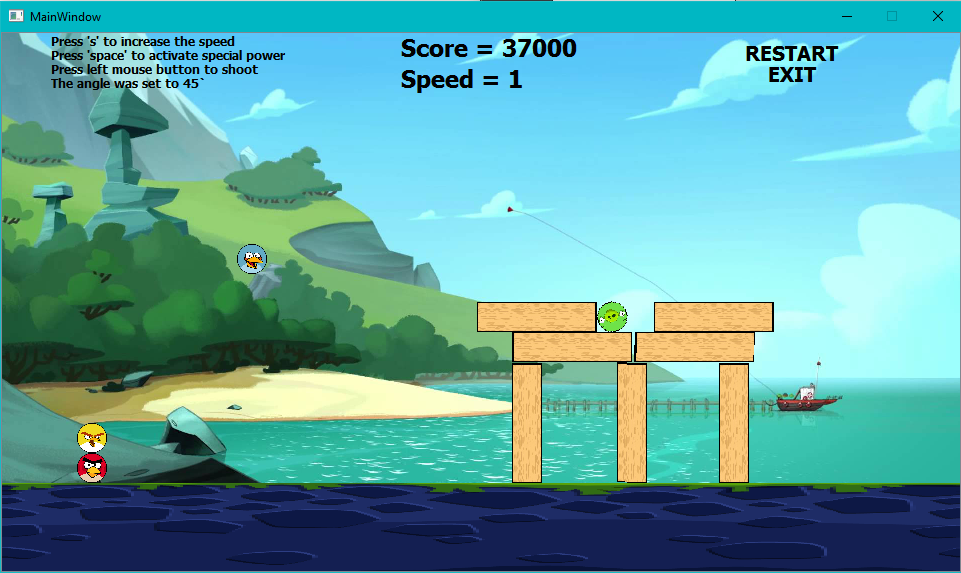 MainWindow
Press 's' to increase the speed
Press 'space' to activate special power
Press left mouse button to shoot
The angle was set to 45`
Score = 37000
Speed = 1
RESTART
EXIT